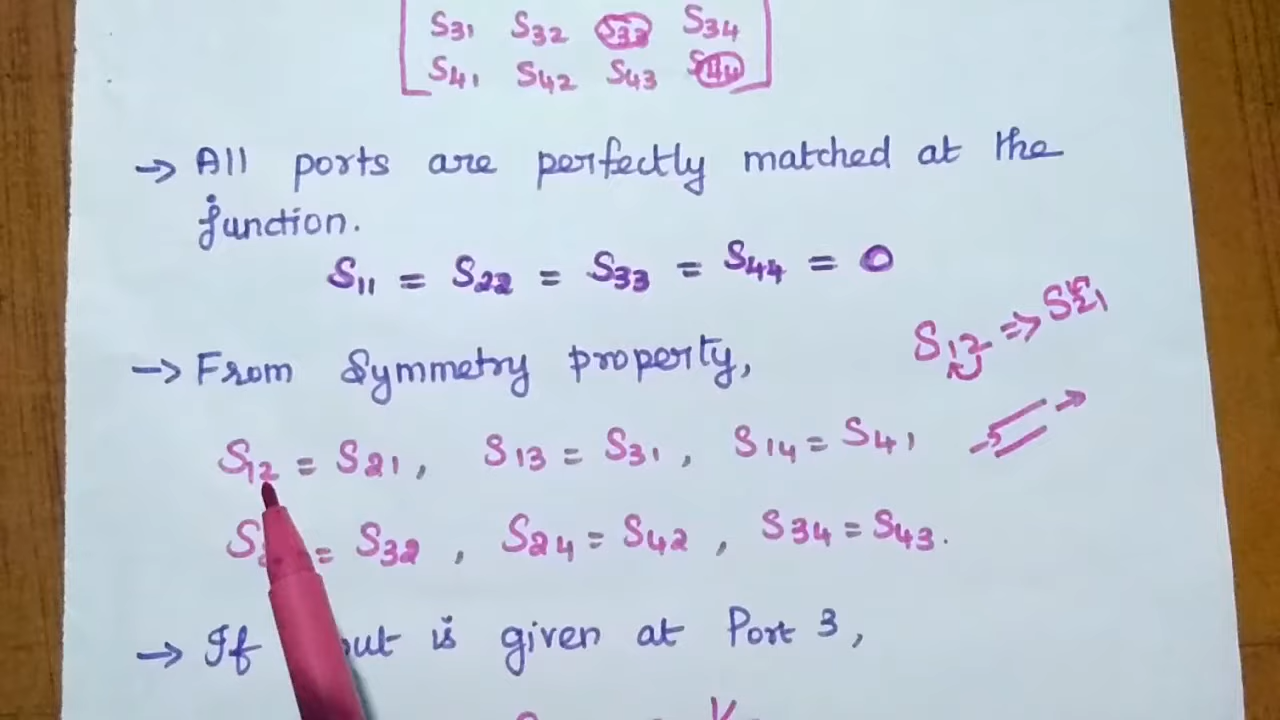 S31 S32 S33 S34
S41 S42 S43 S44
→ All ports are perfectly matched at the
junction.
S11 = S22 = S33 = S44 = 0
→ From Symmetry property,
S12 ⇒ S21
S12 = S21, S13 = S31, S14 = S41
= S32, S24 = S42, S34 = S43.
→ If is given at Port 3,